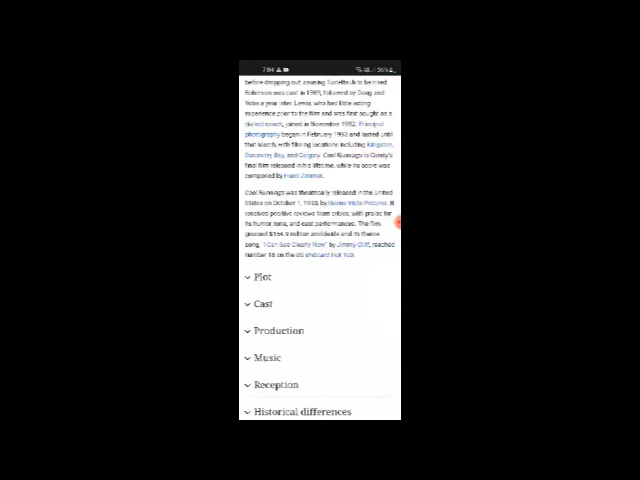 7:04
before dropping out, causing Turteltaub to be hired
Robinson was cast in 1989, followed by Doug and
Yoba a year later. Lewis, who had little acting
experience prior to the film and was first sought as a
dialect coach, joined in November 1992. Principal
photography began in February 1993 and lasted until
that March, with filming locations including Kingston,
Discovery Bay, and Calgary. Cool Runnings is Candy's
final film released in his lifetime, while its score was
composed by Hans Zimmer.
Cool Runnings was theatrically released in the United
States on October 1, 1993, by Buena Vista Pictures. It
received positive reviews from critics, with praise for
its humor, tone, and cast performances. The film
grossed $154.9 million worldwide and its theme
song, "I Can See Clearly Now" by Jimmy Cliff, reached
number 18 on the US Billboard Hot 100.
Plot
Cast
Production
Music
Reception
Historical differences